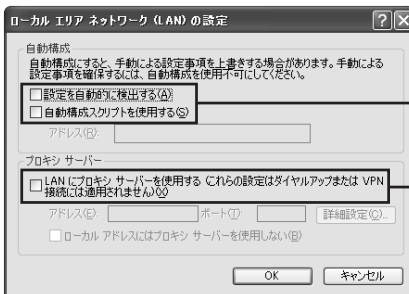 ローカル エリア ネットワーク (LAN) の設定
自動構成
自動構成にすると、手動による設定事項を上書きする場合があります。手動による
設定事項を確保するには、自動構成を使用不可にしてください。
設定を自動的に検出する(A)
自動構成スクリプトを使用する(S)
アドレス(R):
プロキシ サーバー
LAN にプロキシ サーバーを使用する (これらの設定はダイヤルアップまたは VPN
接続には適用されません)(X)
アドレス(E): ポート(T): 詳細設定(C)...
ローカル アドレスにはプロキシ サーバーを使用しない(B)
OK キャンセル